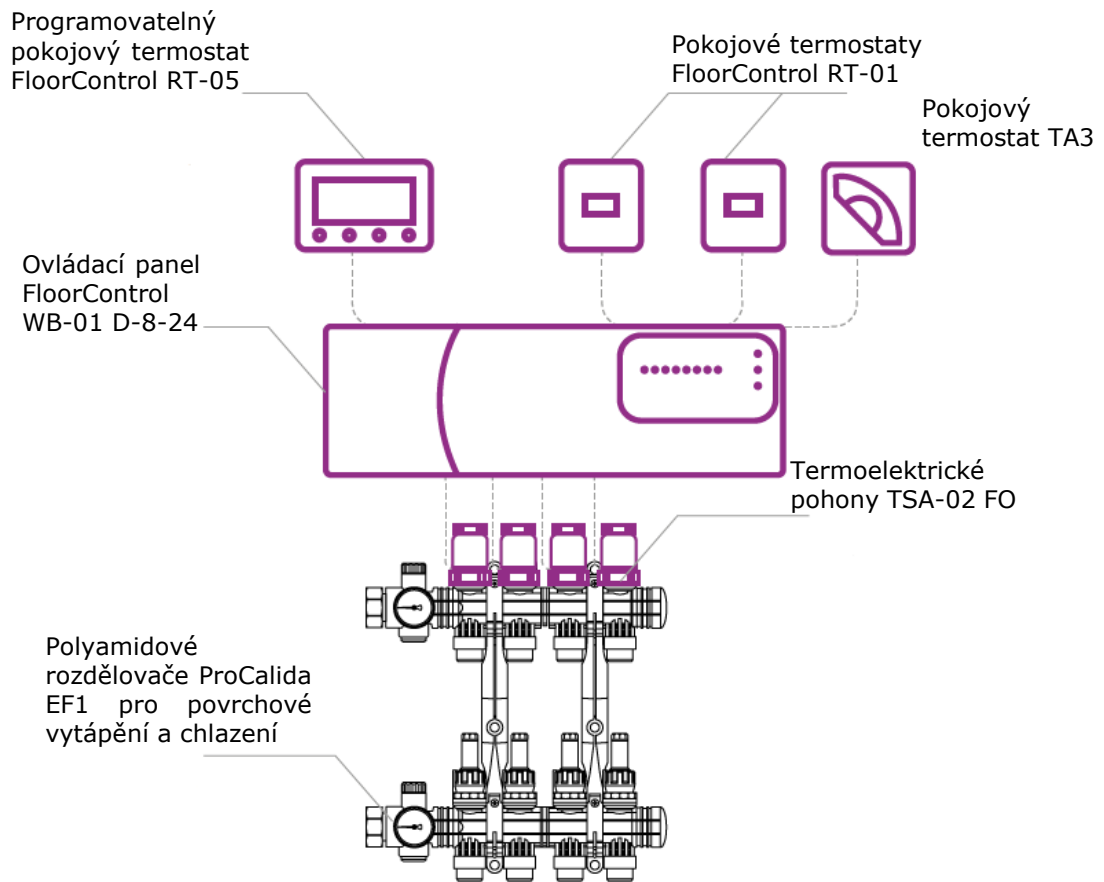 Programovatelný
pokojový termostat
FloorControl RT-05
Pokojové termostaty
FloorControl RT-01
Pokojový
termostat TA3
Ovládací panel
FloorControl
WB-01 D-8-24
Termoelektrické
pohony TSA-02 FO
Polyamidové
rozdělovače ProCalida
EF1 pro povrchové
vytápění a chlazení